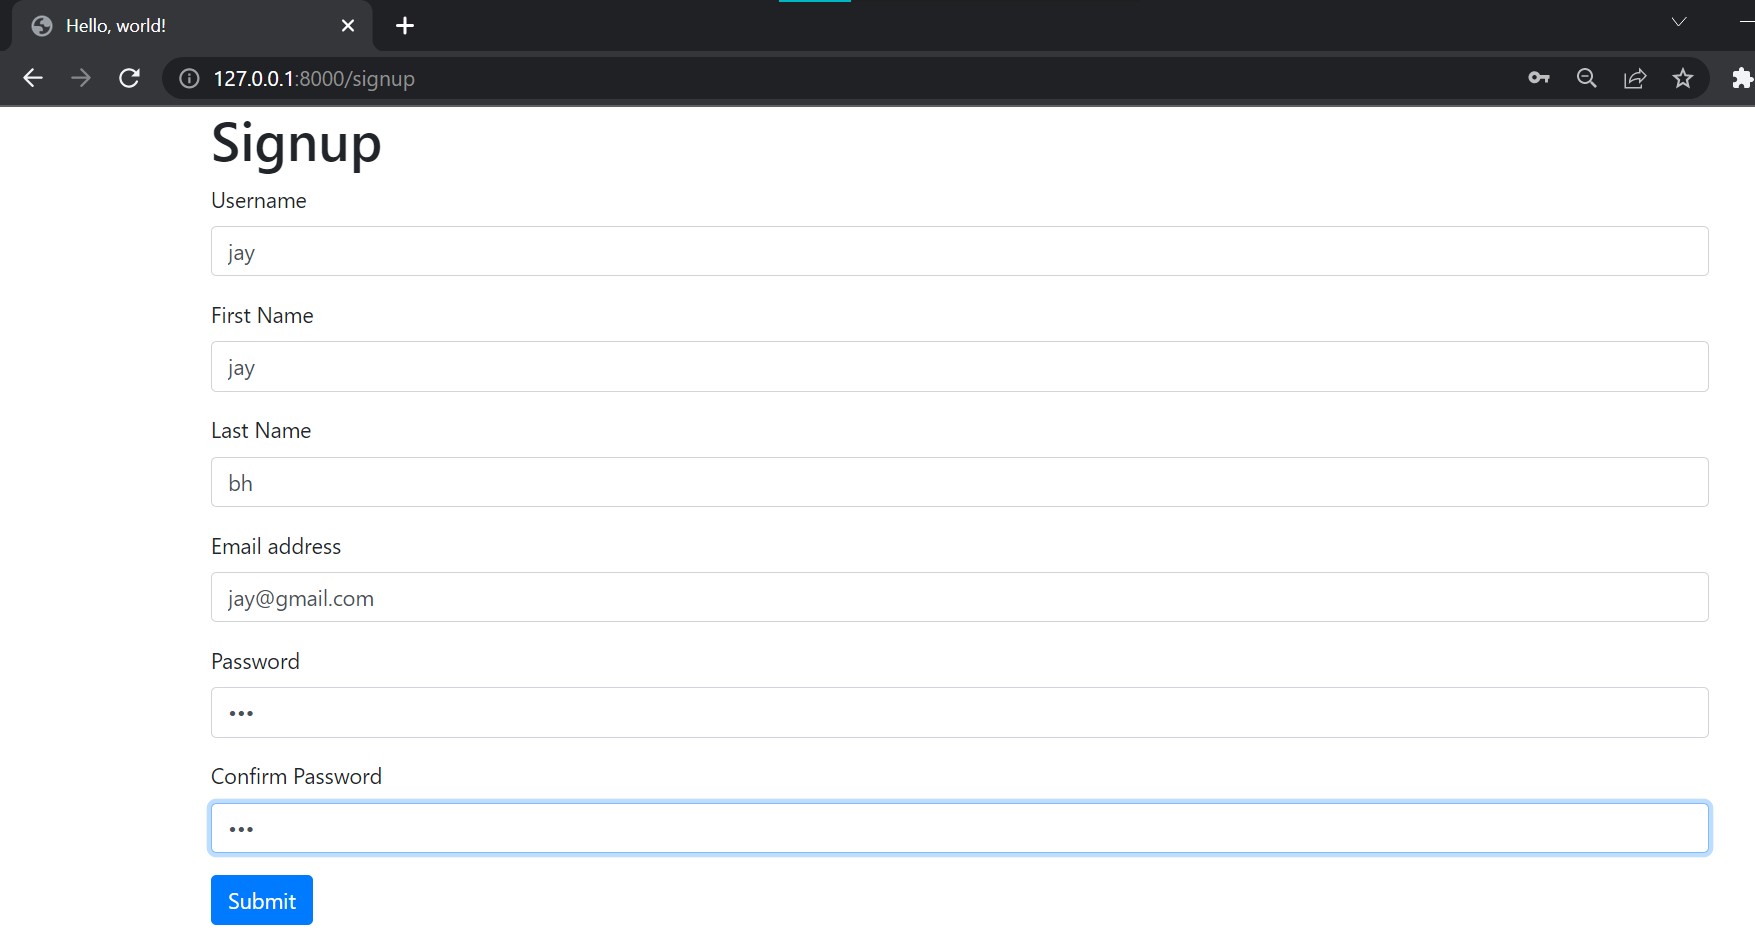 Hello, world!
127.0.0.1:8000/signup
Signup
Username
jay
First Name
jay
Last Name
bh
Email address
jay@gmail.com
Password
•••
Confirm Password
•••
Submit